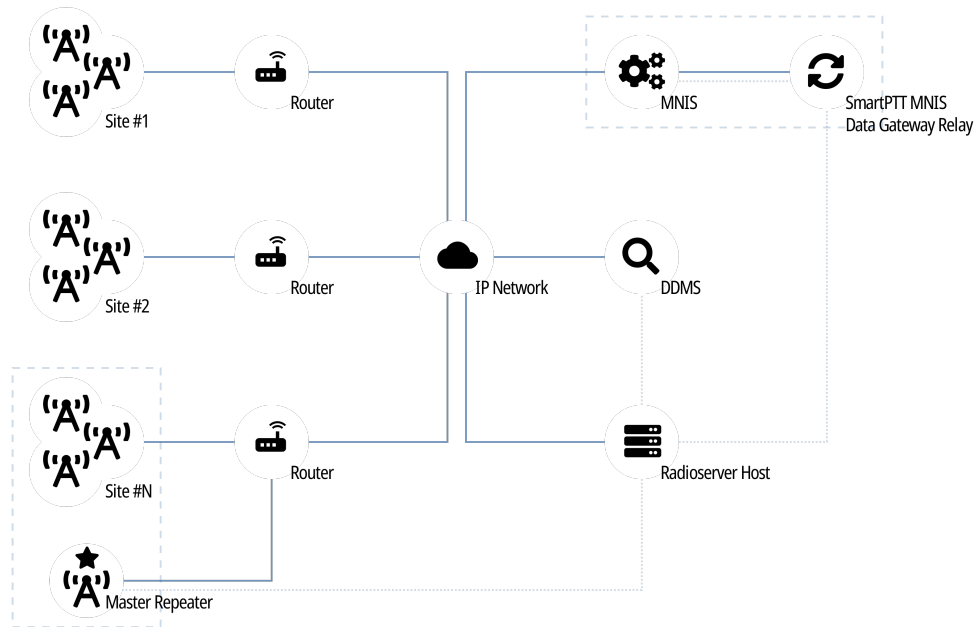 Router
MNIS
SmartPTT MNIS
Data Gateway Relay
Site #1
Router
IP Network
DDMS
Site #2
Router
Radioserver Host
Site #N
Master Repeater